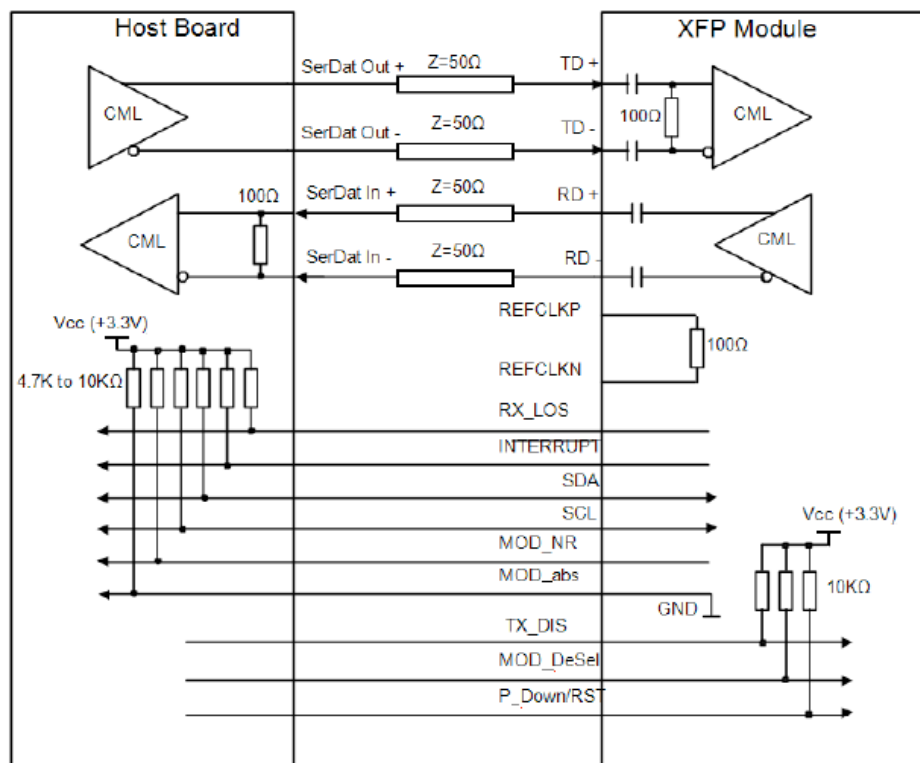 Host Board
XFP Module
SerDat Out +
Z=50Ω
TD +
CML
100Ω
CML
SerDat Out -
Z=50Ω
TD -
100Ω
SerDat In +
Z=50Ω
RD +
CML
SerDat In -
Z=50Ω
RD -
CML
REFCLKP
Vcc (+3.3V)
100Ω
REFCLKN
4.7K to 10KΩ
RX_LOS
INTERRUPT
SDA
SCL
Vcc (+3.3V)
MOD_NR
MOD_abs
10KΩ
GND
TX_DIS
MOD_DeSel
P_Down/RST